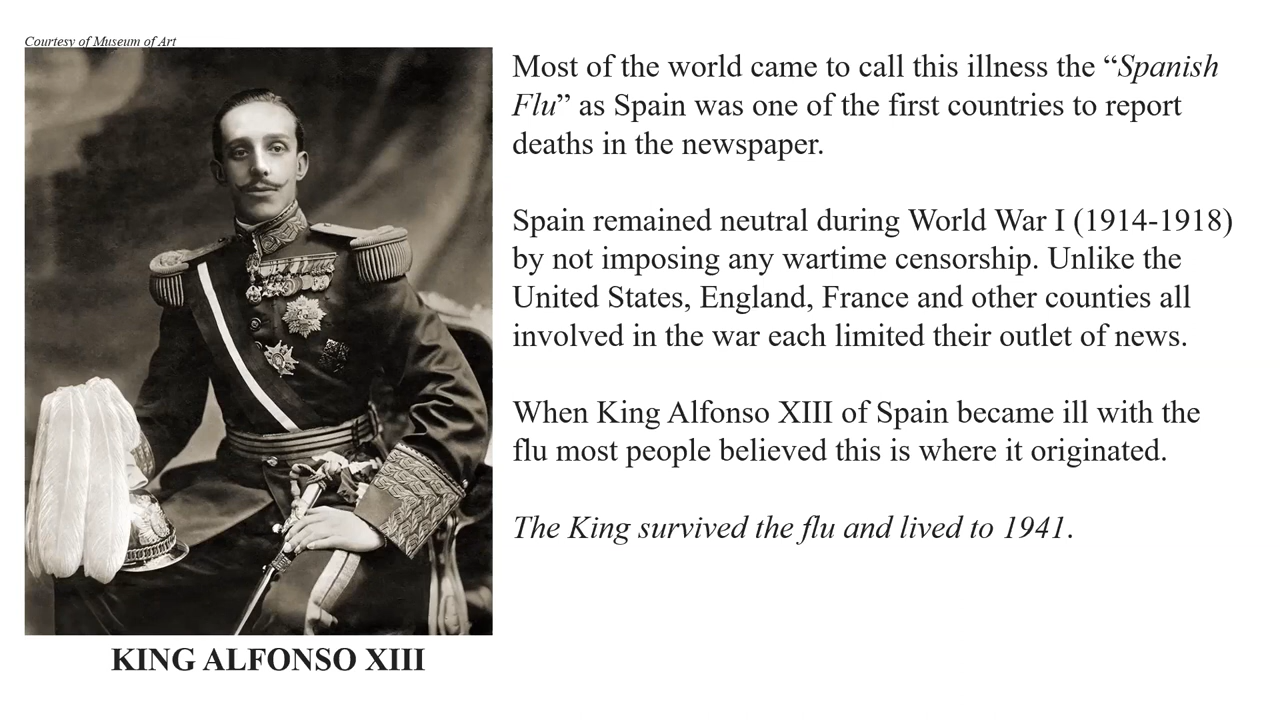 Courtesy of Museum of Art
Most of the world came to call this illness the “Spanish
Flu” as Spain was one of the first countries to report
deaths in the newspaper.
Spain remained neutral during World War I (1914-1918)
by not imposing any wartime censorship. Unlike the
United States, England, France and other counties all
involved in the war each limited their outlet of news.
When King Alfonso XIII of Spain became ill with the
flu most people believed this is where it originated.
The King survived the flu and lived to 1941.
KING ALFONSO XIII